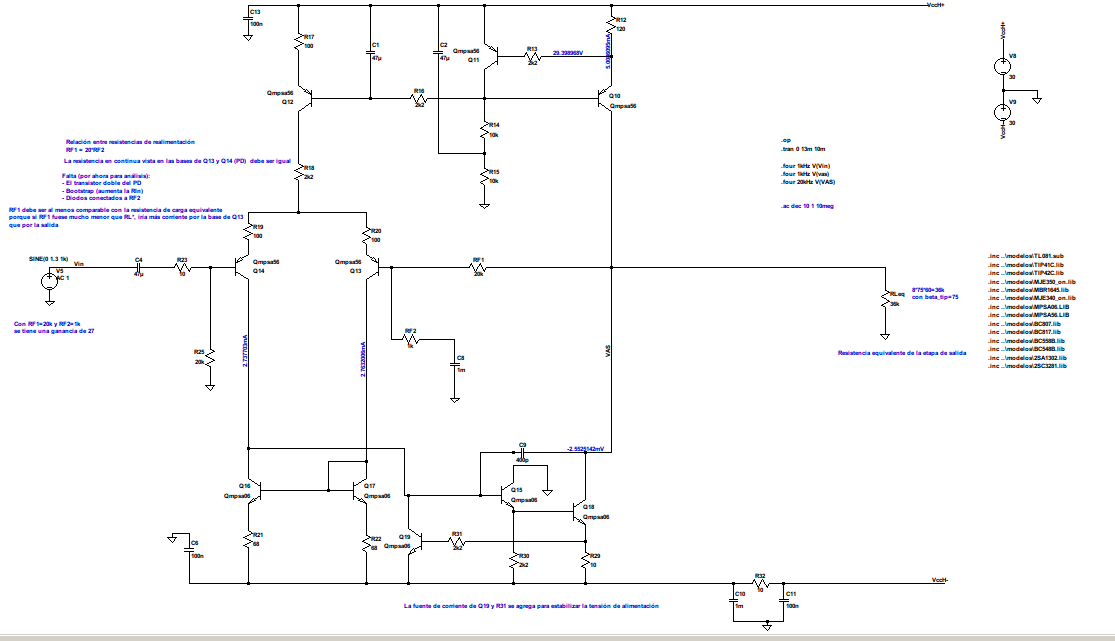 VccH+
C13
100n
R17
100
C1
47µ
C2
47µ
Qmpsa56
Q11
R13
2k2
29.398968V
R12
120
V8
30
V9
30
VccH+
VccH-
Qmpsa56
Q12
R16
2k2
Q10
Qmpsa56
R14
10k
R15
10k
R18
2k2
Relación entre resistencias de realimentación
RF1 = 20*RF2
La resistencia en continua vista en las bases de Q13 y Q14 (PD) debe ser igual
Falta (por ahora para análisis):
- El transistor doble del PD
- Bootstrap (aumenta la Rin)
- Diodos conectados a RF2
RF1 debe ser al menos comparable con la resistencia de carga equivalente
porque si RF1 fuese mucho menor que RL*, iría más corriente por la base de Q13
que por la salida
.op
.tran 0 13m 10m
.four 1kHz V(Vin)
.four 1kHz V(vas)
.four 20kHz V(VAS)
.ac dec 10 1 10meg
R19
100
R20
100
SINE(0 1.3 1k)
V5
AC 1
Vin
C4
47µ
R23
10
Qmpsa56
Q14
Qmpsa56
Q13
RF1
20k
RLeq
36k
8*75*60=36k
con beta_tip=75
Resistencia equivalente de la etapa de salida
.inc ..\modelos\TL081.sub
.inc ..\modelos\TIP41C.lib
.inc ..\modelos\TIP42C.lib
.inc ..\modelos\MJE350_on.lib
.inc ..\modelos\MBR1645.lib
.inc ..\modelos\MJE340_on.lib
.inc ..\modelos\MPSA06.LIB
.inc ..\modelos\MPSA56.LIB
.inc ..\modelos\BC807.lib
.inc ..\modelos\BC817.lib
.inc ..\modelos\BC558B.lib
.inc ..\modelos\BC548B.lib
.inc ..\modelos\2SA1302.lib
.inc ..\modelos\2SC3281.lib
Con RF1=20k y RF2=1k
se tiene una ganancia de 27
R25
20k
RF2
1k
C8
1m
VAS
C9
400p
-2.5525142mV
Q16
Qmpsa06
Q17
Qmpsa06
Q15
Qmpsa06
Q18
Qmpsa06
R21
68
R22
68
Q19
Qmpsa06
R31
2k2
R30
2k2
R29
10
C6
100n
R32
10
C10
1m
C11
100n
VccH-
La fuente de corriente de Q19 y R31 se agrega para estabilizar la tensión de alimentación